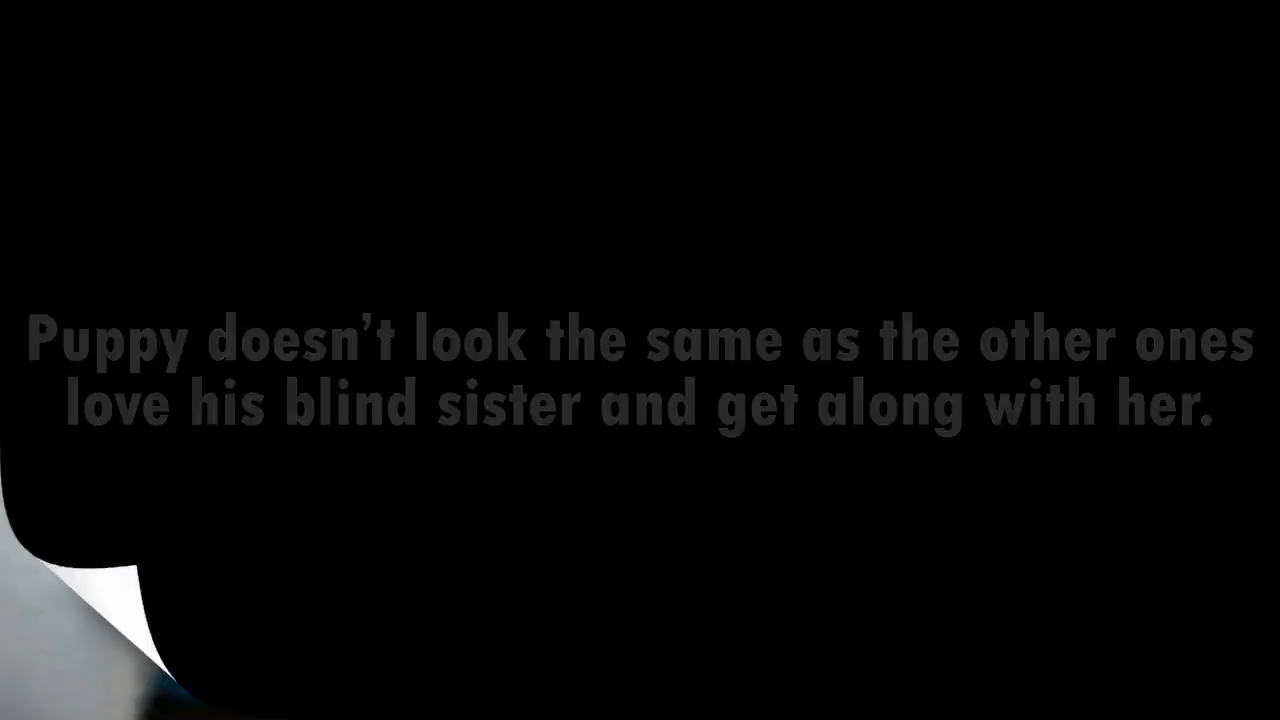 Puppy doesn’t look the same as the other ones
love his blind sister and get along with her.